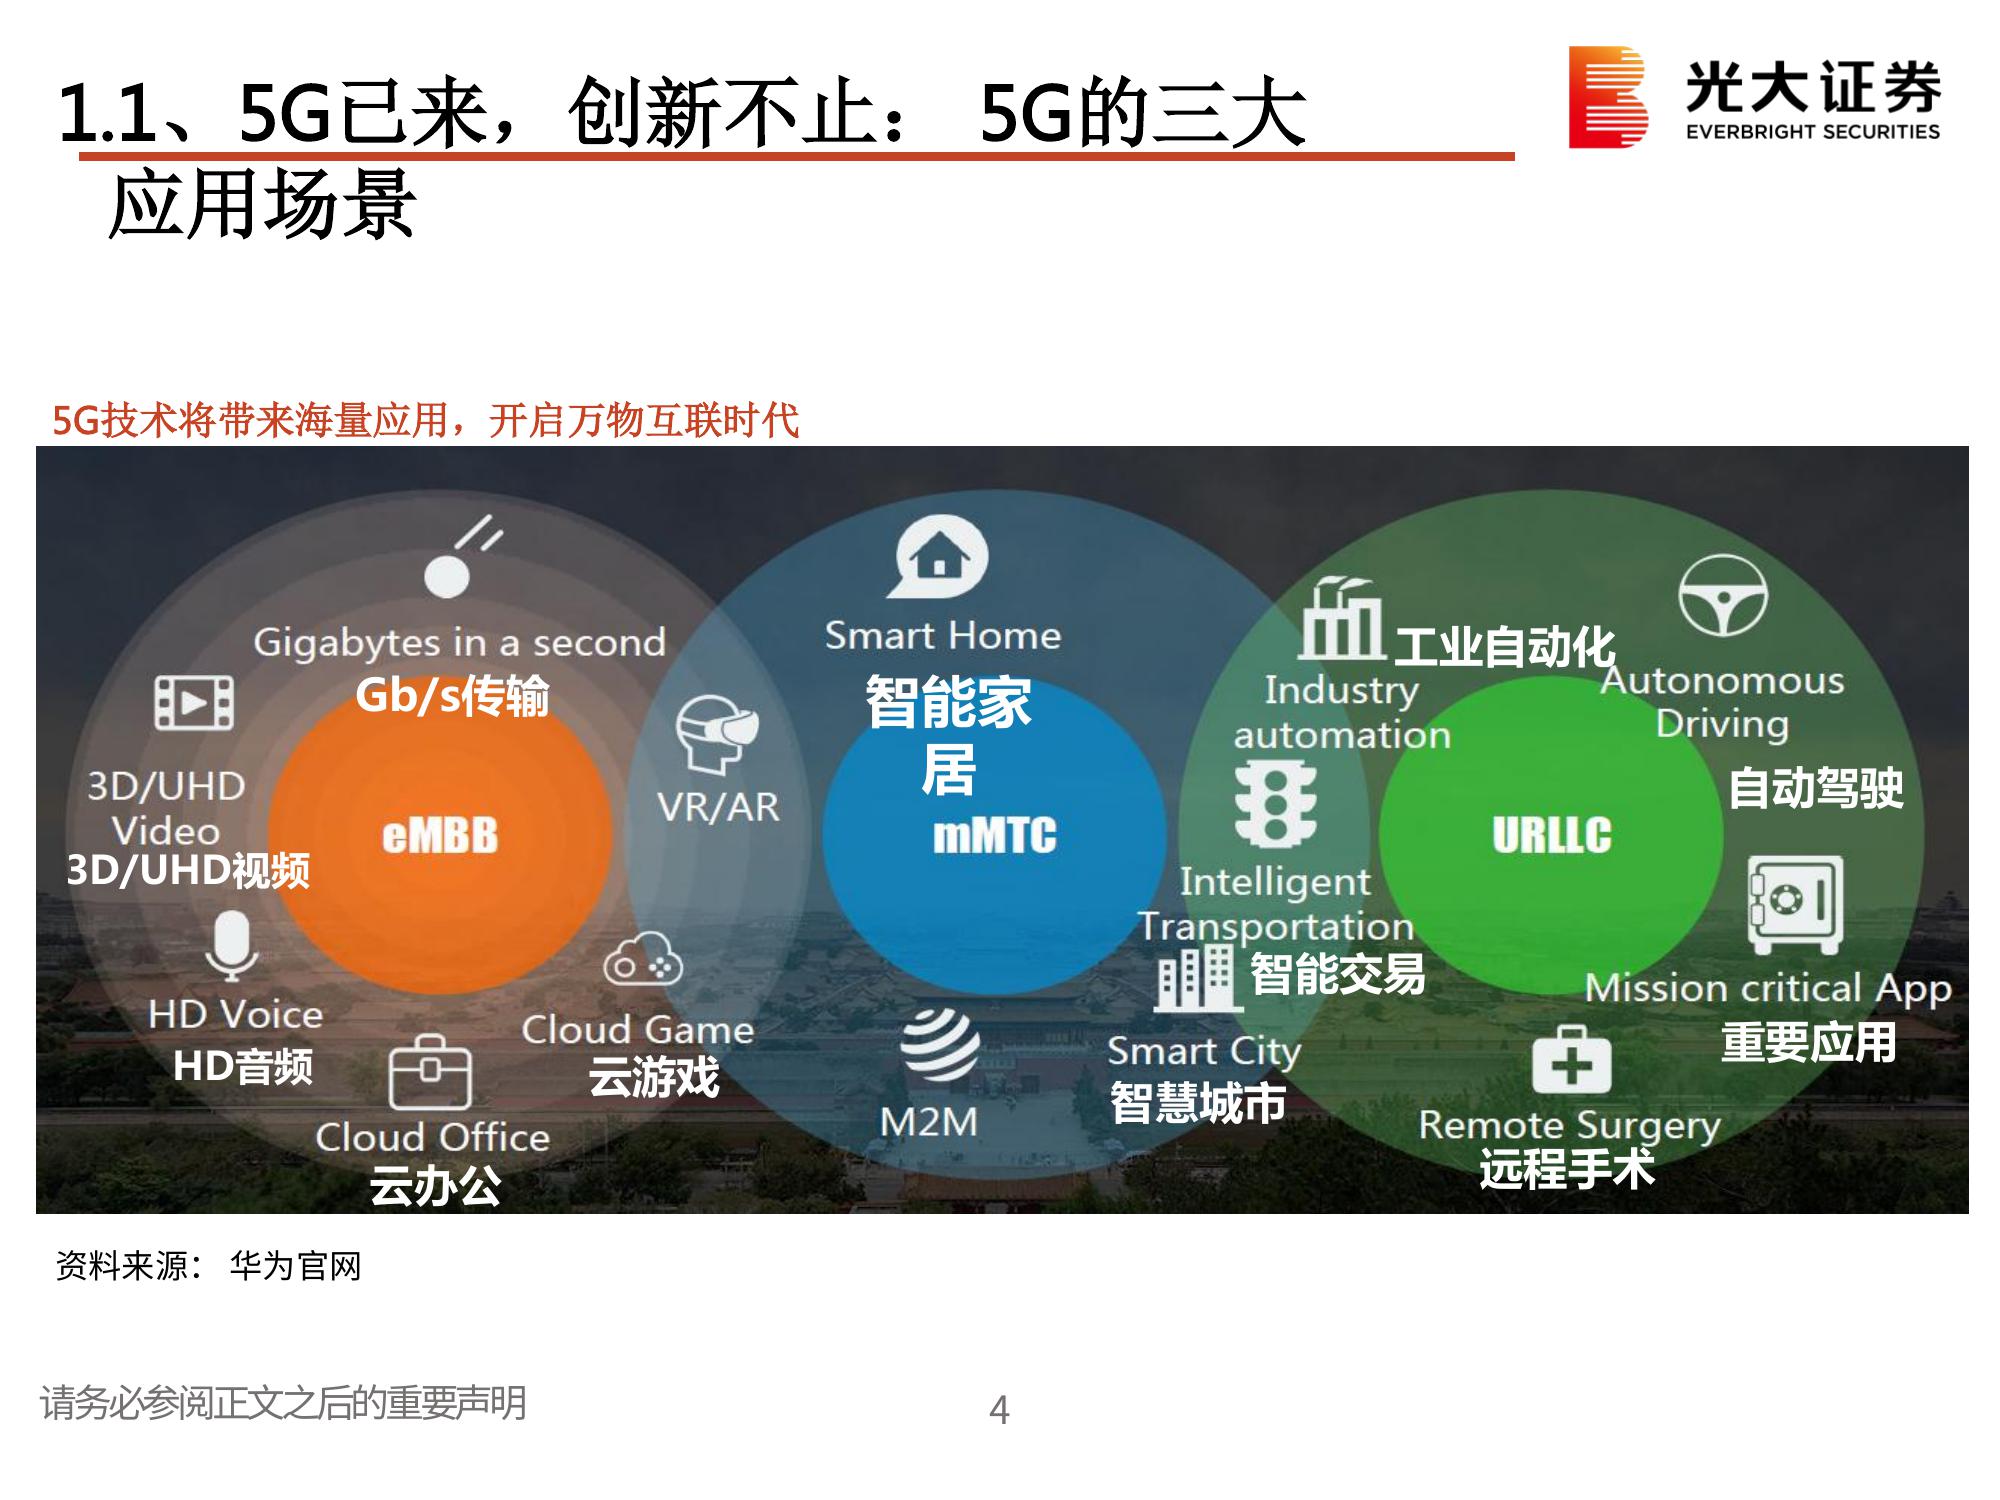 1.1、5G已来，创新不止： 5G的三大
应用场景
光大证券
EVERBRIGHT SECURITIES
5G技术将带来海量应用，开启万物互联时代
Gigabytes in a second
Gb/s传输
3D/UHD
Video
3D/UHD视频
eMBB
HD Voice
HD音频
Cloud Office
云办公
Cloud Game
云游戏
VR/AR
Smart Home
智能家
居
mMTC
M2M
Industry
automation
工业自动化
Intelligent
Transportation
智能交易
Smart City
智慧城市
URLLC
Autonomous
Driving
自动驾驶
Mission critical App
重要应用
Remote Surgery
远程手术
资料来源： 华为官网
请务必参阅正文之后的重要声明
4